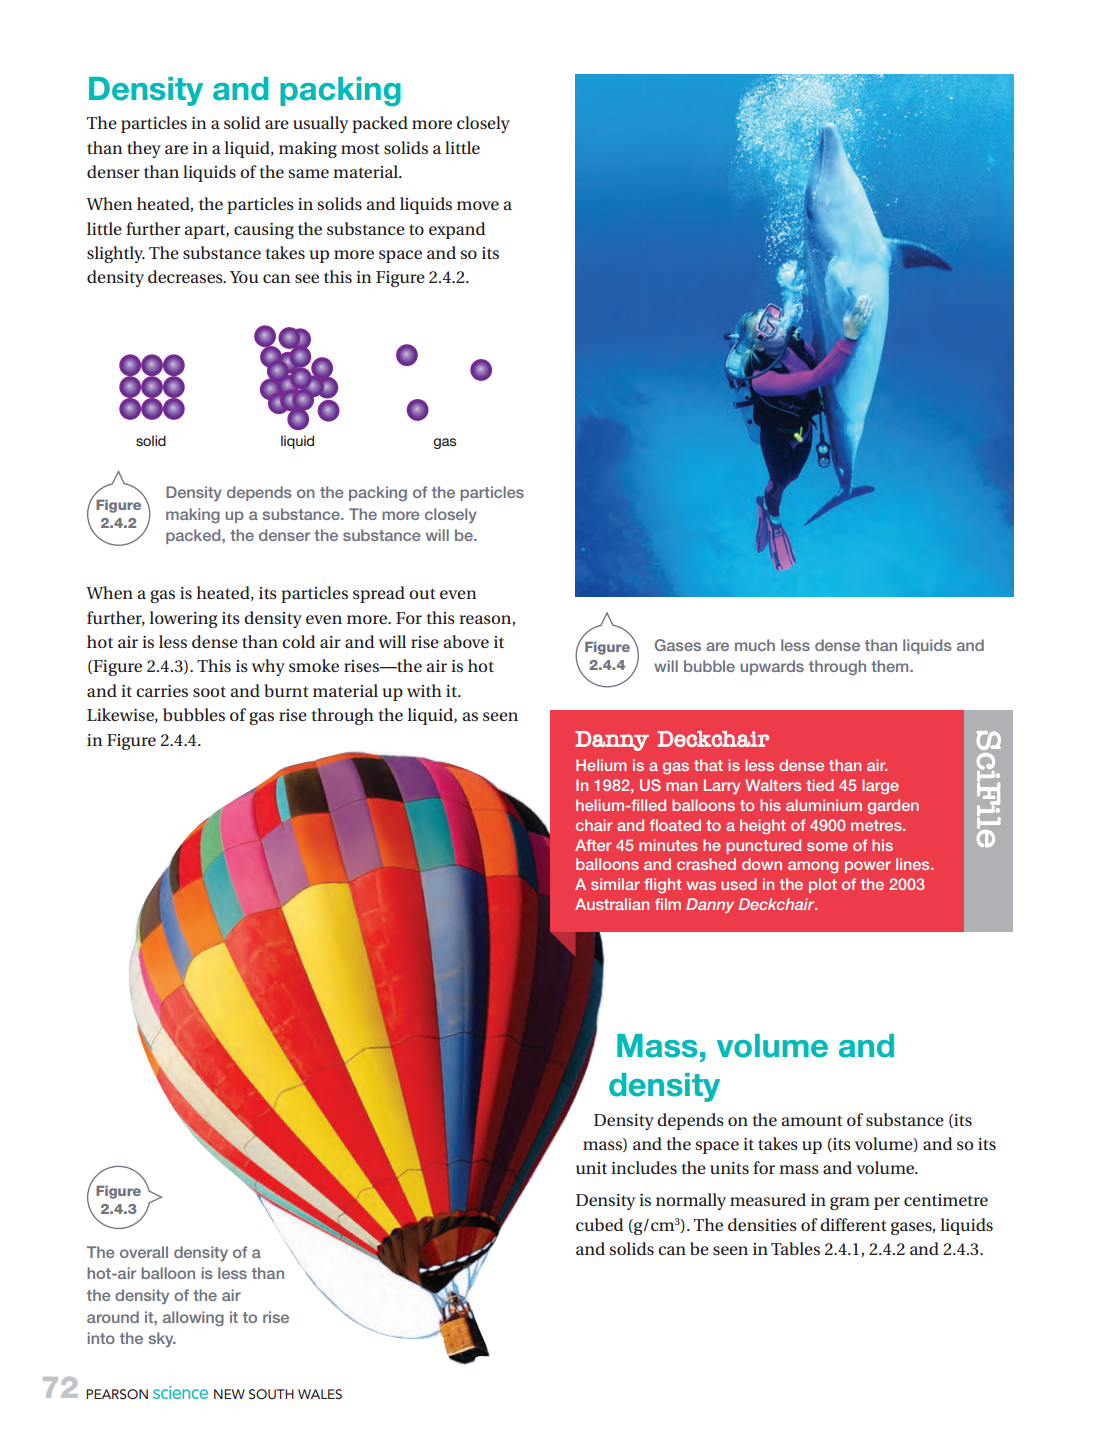 Density and packing
The particles in a solid are usually packed more closely
than they are in a liquid, making most solids a little
denser than liquids of the same material.
When heated, the particles in solids and liquids move a
little further apart, causing the substance to expand
slightly. The substance takes up more space and so its
density decreases. You can see this in Figure 2.4.2.
solid
liquid
gas
Figure
2.4.2
Density depends on the packing of the particles
making up a substance. The more closely
packed, the denser the substance will be.
When a gas is heated, its particles spread out even
further, lowering its density even more. For this reason,
hot air is less dense than cold air and will rise above it
(Figure 2.4.3). This is why smoke rises—the air is hot
and it carries soot and burnt material up with it.
Likewise, bubbles of gas rise through the liquid, as seen
in Figure 2.4.4.
Figure
2.4.3
The overall density of a
hot-air balloon is less than
the density of the air
around it, allowing it to rise
into the sky.
Figure
2.4.4
Gases are much less dense than liquids and
will bubble upwards through them.
Danny Deckchair
Helium is a gas that is less dense than air.
In 1982, US man Larry Walters tied 45 large
helium-filled balloons to his aluminium garden
chair and floated to a height of 4900 metres.
After 45 minutes he punctured some of his
balloons and crashed down among power lines.
A similar flight was used in the plot of the 2003
Australian film Danny Deckchair.
SciFile
Mass, volume and
density
Density depends on the amount of substance (its
mass) and the space it takes up (its volume) and so its
unit includes the units for mass and volume.
Density is normally measured in gram per centimetre
cubed (g/cm³). The densities of different gases, liquids
and solids can be seen in Tables 2.4.1, 2.4.2 and 2.4.3.
72 PEARSON science NEW SOUTH WALES